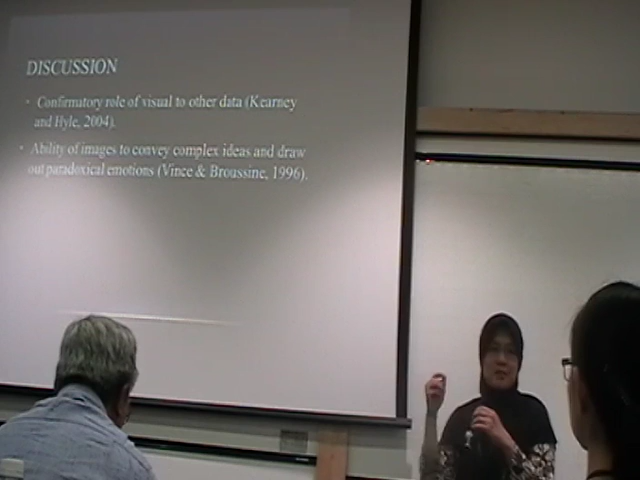 DISCUSSION
• Confirmatory role of visual to other data (Kearney
and Hyle, 2004).
• Ability of images to convey complex ideas and draw
out paradoxical emotions (Vince & Broussine, 1996).